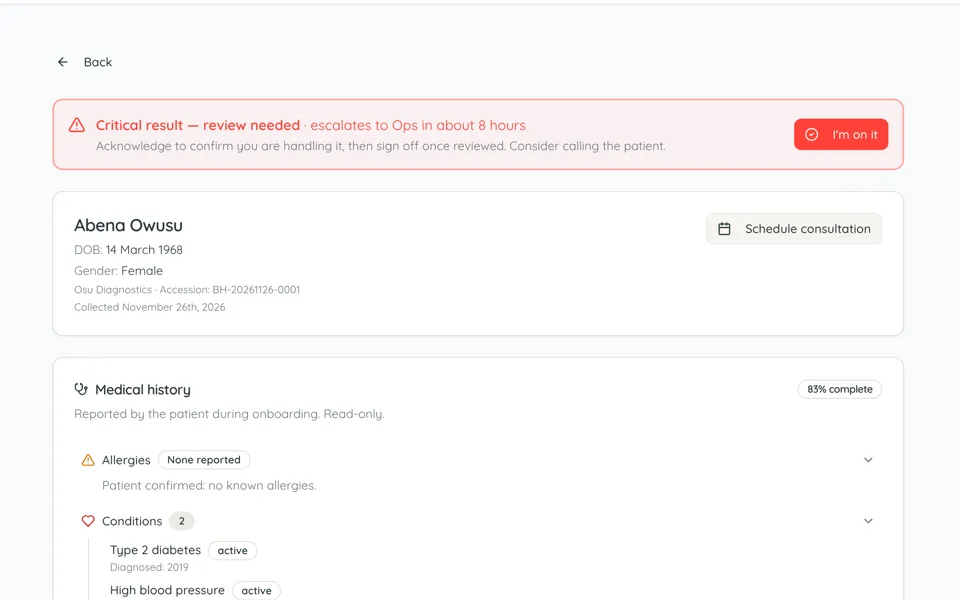 Back
Critical result — review needed · escalates to Ops in about 8 hours
Acknowledge to confirm you are handling it, then sign off once reviewed. Consider calling the patient.
I'm on it
Abena Owusu
Schedule consultation
DOB: 14 March 1968
Gender: Female
Osu Diagnostics · Accession: BH-20261126-0001
Collected November 26th, 2026
Medical history
83% complete
Reported by the patient during onboarding. Read-only.
Allergies None reported
Patient confirmed: no known allergies.
Conditions 2
Type 2 diabetes active
Diagnosed: 2019
High blood pressure active